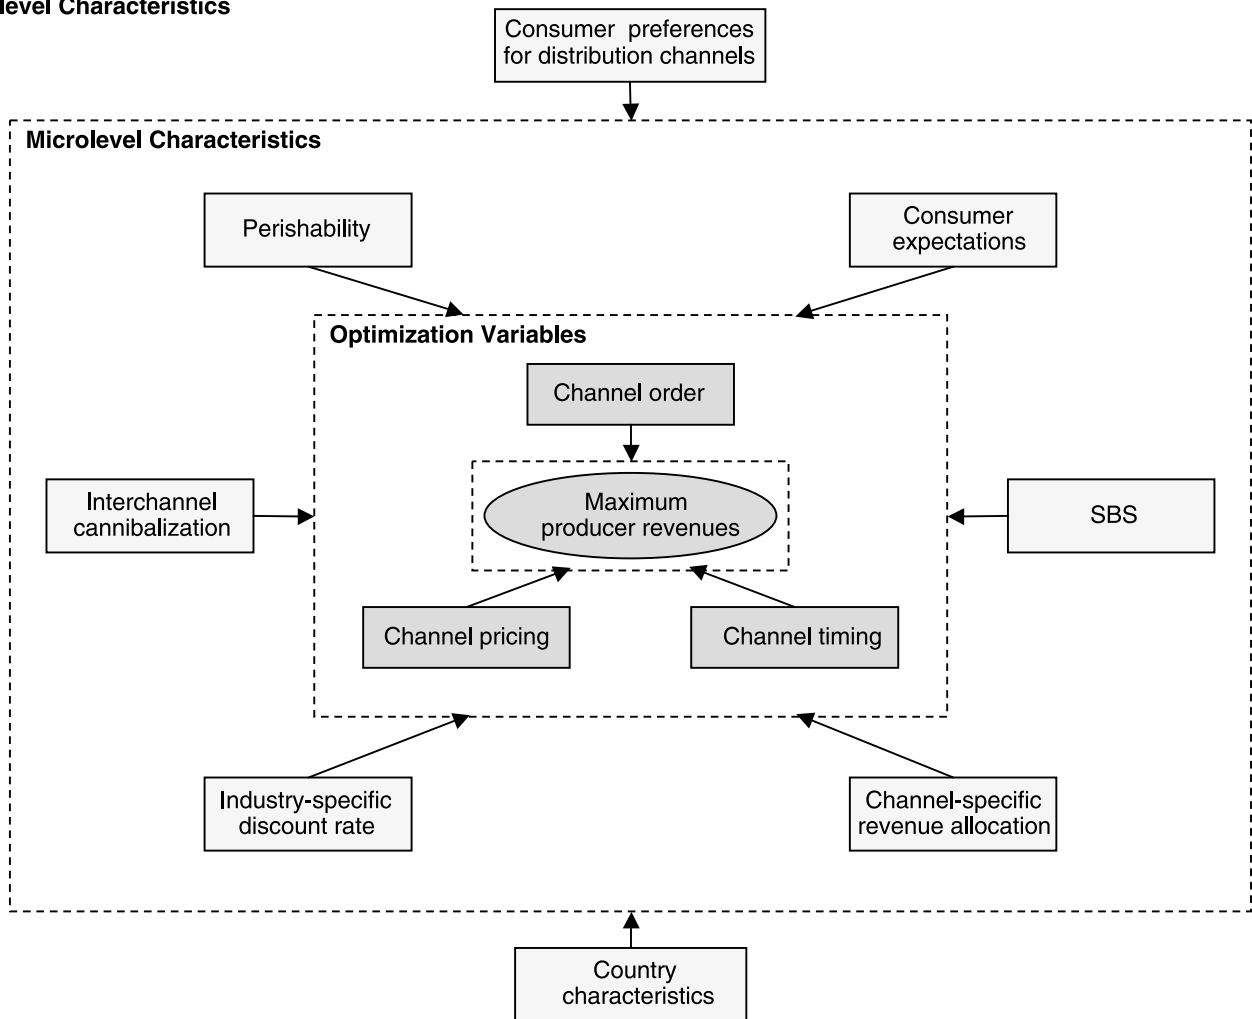 level Characteristics
Consumer preferences
for distribution channels
Microlevel Characteristics
Perishability
Consumer
expectations
Optimization Variables
Channel order
Interchannel
cannibalization
Maximum
producer revenues
SBS
Channel pricing
Channel timing
Industry-specific
discount rate
Channel-specific
revenue allocation
Country
characteristics